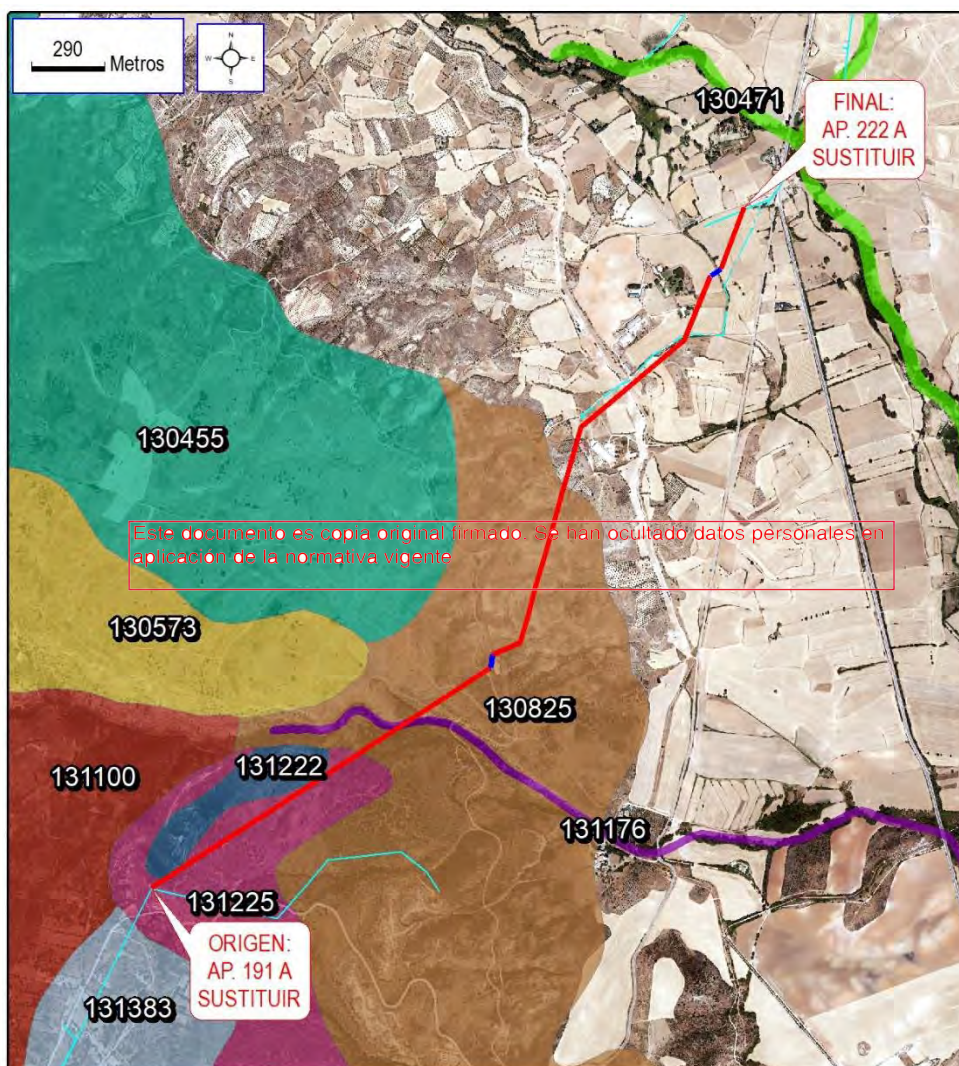 290
Metros
N
W E
S
130471
FINAL:
AP. 222 A
SUSTITUIR
130455
Este documento es copia original firmado. Se han ocultado datos personales en
aplicación de la normativa vigente
130573
130825
131100
131222
131176
131225
ORIGEN:
AP. 191 A
SUSTITUIR
131383